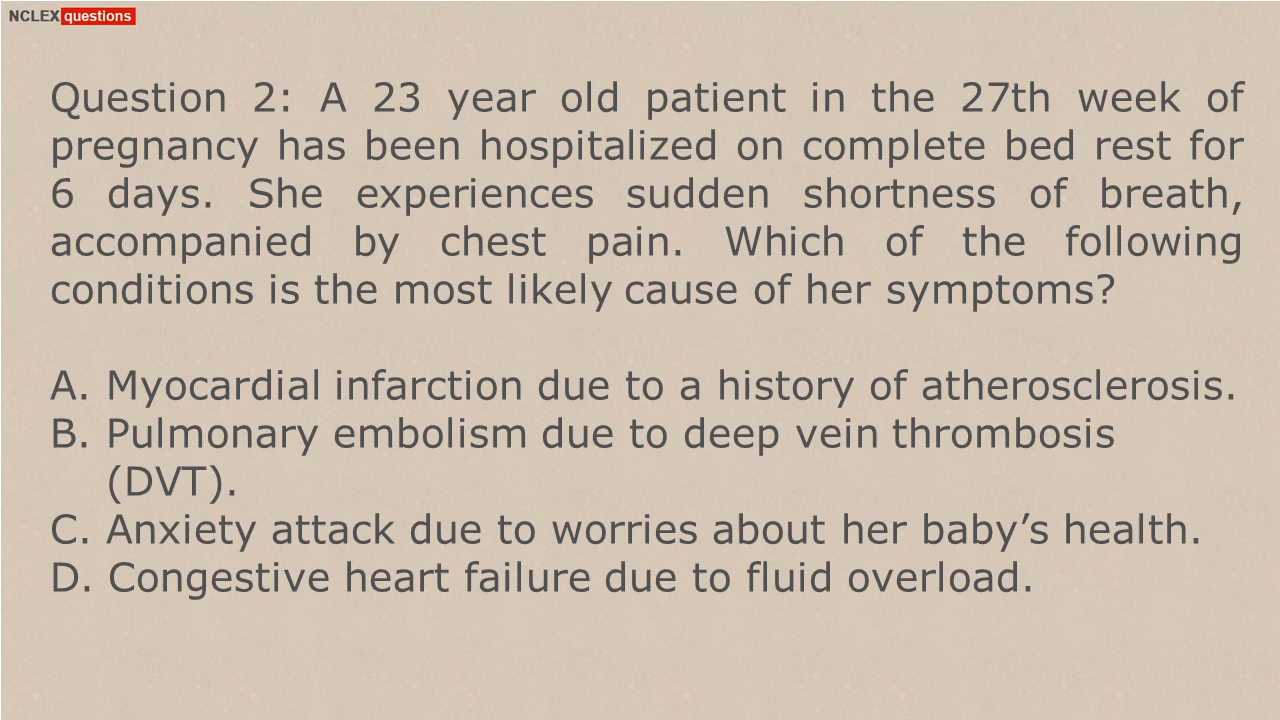 NCLEX questions
Question 2: A 23 year old patient in the 27th week of
pregnancy has been hospitalized on complete bed rest for
6 days. She experiences sudden shortness of breath,
accompanied by chest pain. Which of the following
conditions is the most likely cause of her symptoms?
A. Myocardial infarction due to a history of atherosclerosis.
B. Pulmonary embolism due to deep vein thrombosis
(DVT).
C. Anxiety attack due to worries about her baby’s health.
D. Congestive heart failure due to fluid overload.